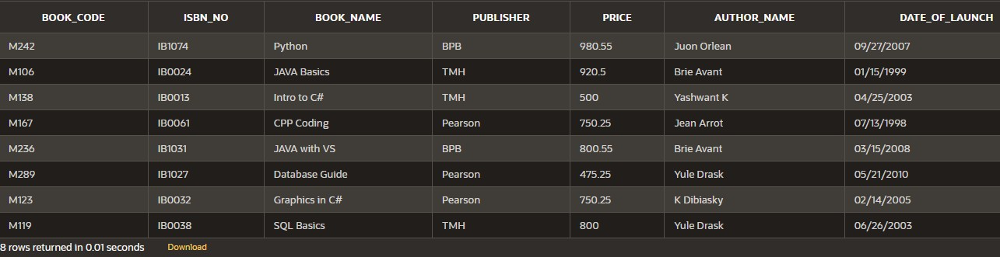 BOOK_CODE ISBN_NO BOOK_NAME PUBLISHER PRICE AUTHOR_NAME DATE_OF_LAUNCH
M242 IB1074 Python BPB 980.55 Juon Orlean 09/27/2007
M106 IB0024 JAVA Basics TMH 920.5 Brie Avant 01/15/1999
M138 IB0013 Intro to C# TMH 500 Yashwant K 04/25/2003
M167 IB0061 CPP Coding Pearson 750.25 Jean Arrot 07/13/1998
M236 IB1031 JAVA with VS BPB 800.55 Brie Avant 03/15/2008
M289 IB1027 Database Guide Pearson 475.25 Yule Drask 05/21/2010
M123 IB0032 Graphics in C# Pearson 750.25 K Dibiasky 02/14/2005
M119 IB0038 SQL Basics TMH 800 Yule Drask 06/26/2003
8 rows returned in 0.01 seconds Download